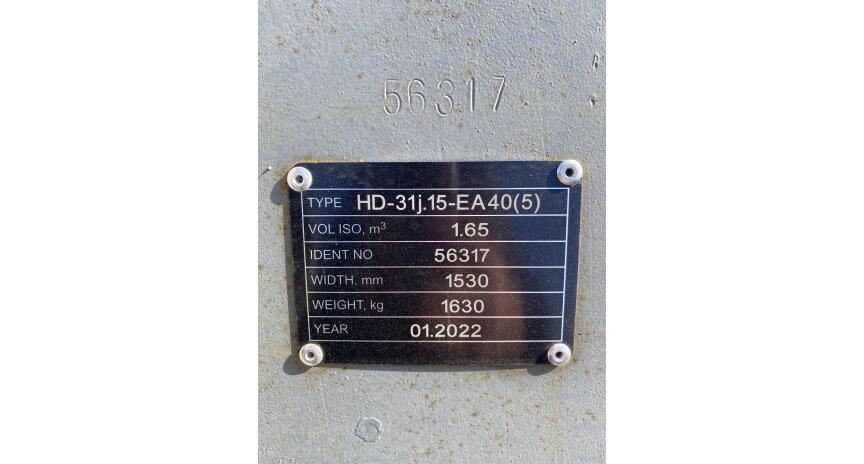 56317
TYPE HD-31j.15-EA40(5)
VOL ISO, m³ 1.65
IDENT NO 56317
WIDTH, mm 1530
WEIGHT, kg 1630
YEAR 01.2022